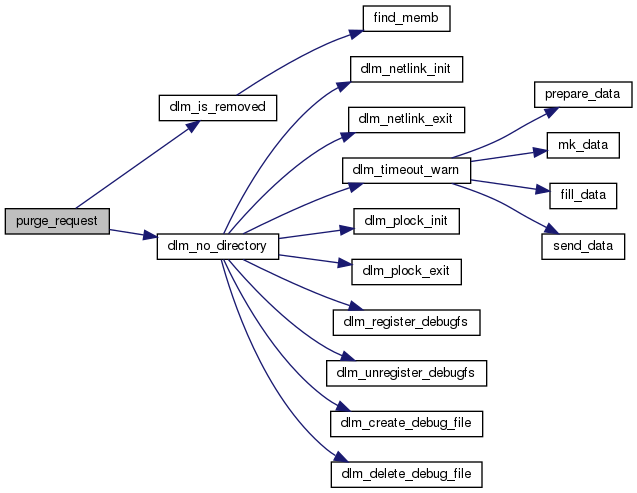 find_memb
dlm_netlink_init
dlm_is_removed
prepare_data
dlm_netlink_exit
mk_data
dlm_timeout_warn
fill_data
purge_request
dlm_plock_init
dlm_no_directory
send_data
dlm_plock_exit
dlm_register_debugfs
dlm_unregister_debugfs
dlm_create_debug_file
dlm_delete_debug_file